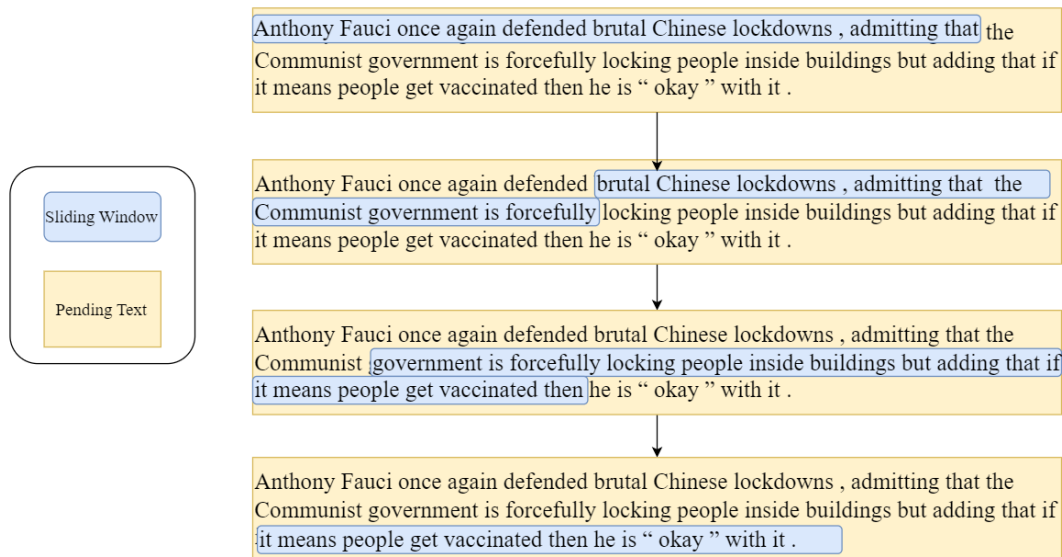 Anthony Fauci once again defended brutal Chinese lockdowns , admitting that the
Communist government is forcefully locking people inside buildings but adding that if
it means people get vaccinated then he is “ okay ” with it .
Sliding Window
Pending Text
Anthony Fauci once again defended brutal Chinese lockdowns , admitting that the
Communist government is forcefully locking people inside buildings but adding that if
it means people get vaccinated then he is “ okay ” with it .
Anthony Fauci once again defended brutal Chinese lockdowns , admitting that the
Communist government is forcefully locking people inside buildings but adding that if
it means people get vaccinated then he is “ okay ” with it .
Anthony Fauci once again defended brutal Chinese lockdowns , admitting that the
Communist government is forcefully locking people inside buildings but adding that if
it means people get vaccinated then he is “ okay ” with it .